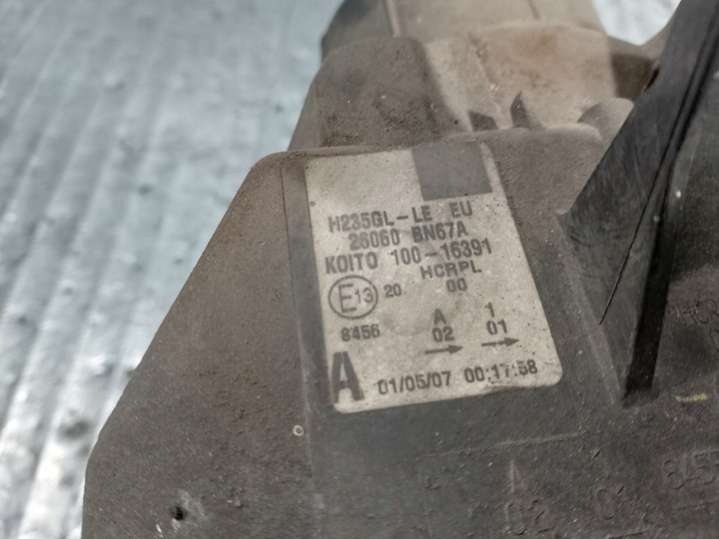 H235GL-LE EU
26060 BN67A
KOITO 100-16391
HCRPL
E13 20 00
8456 A 1
02 01
A
01/05/07 00:17:58